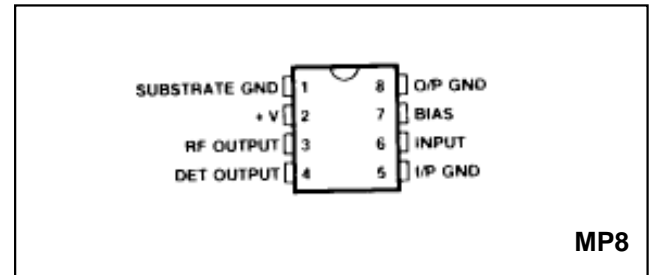 SUBSTRATE GND 1 8 O/P GND
+ V 2 7 BIAS
RF OUTPUT 3 6 INPUT
DET OUTPUT 4 5 I/P GND
MP8